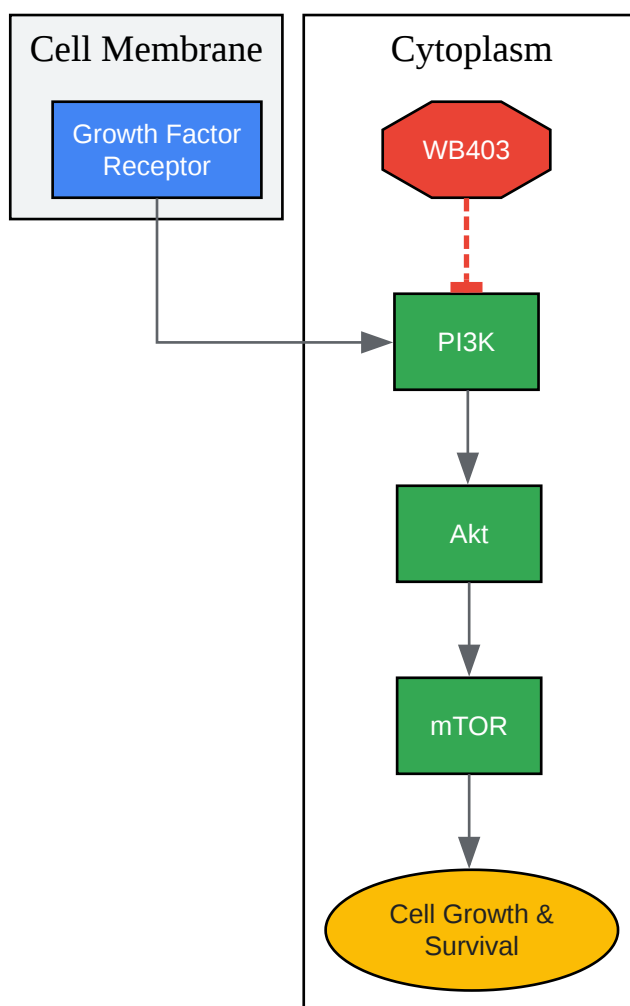 Cell Membrane
Growth Factor
Receptor
Cytoplasm
WB403
PI3K
Akt
mTOR
Cell Growth &
Survival